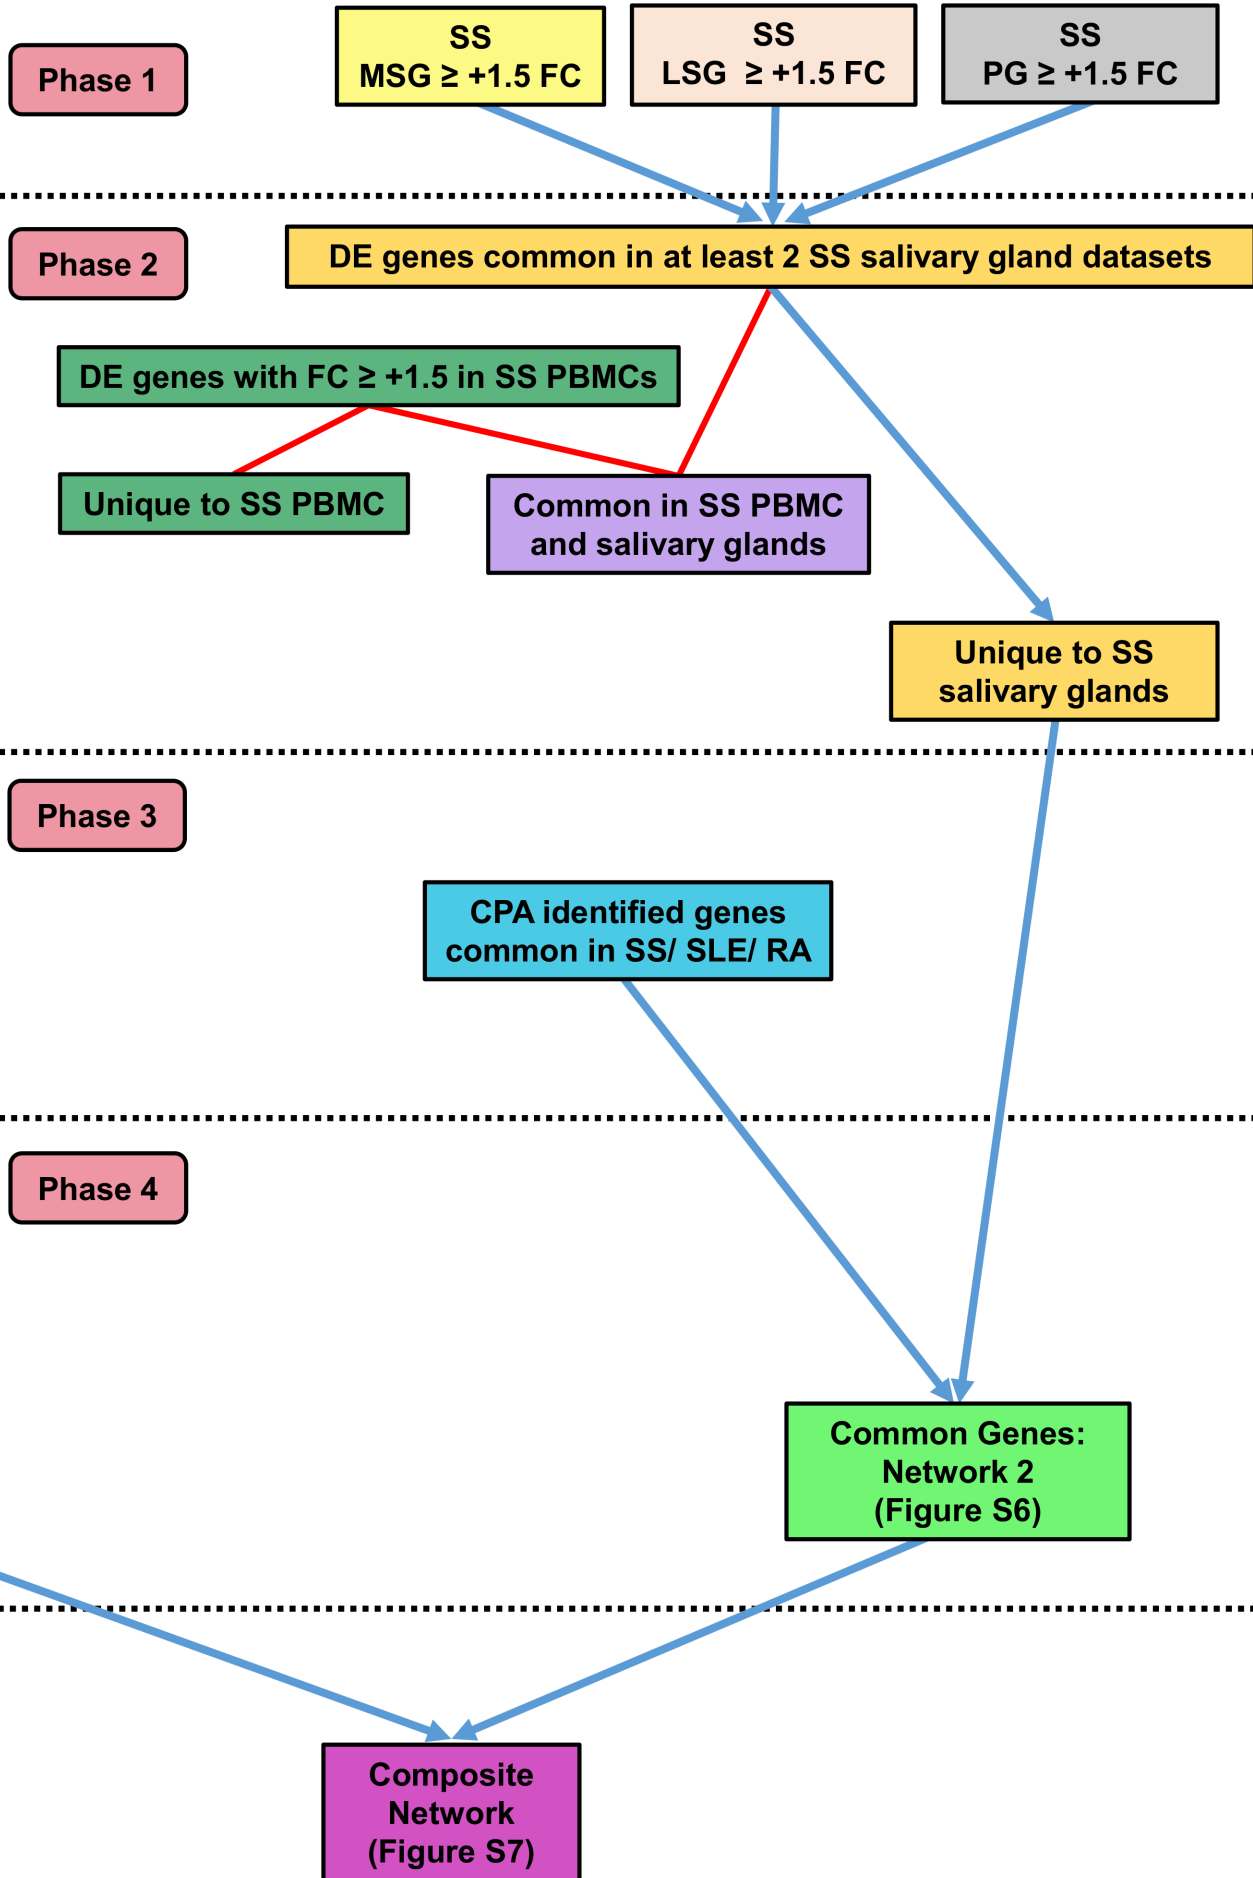 Phase 1
SS
MSG ≥ +1.5 FC
SS
LSG ≥ +1.5 FC
SS
PG ≥ +1.5 FC
Phase 2
DE genes common in at least 2 SS salivary gland datasets
DE genes with FC ≥ +1.5 in SS PBMCs
Unique to SS PBMC
Common in SS PBMC
and salivary glands
Unique to SS
salivary glands
Phase 3
CPA identified genes
common in SS/ SLE/ RA
Phase 4
Common Genes:
Network 2
(Figure S6)
Composite
Network
(Figure S7)